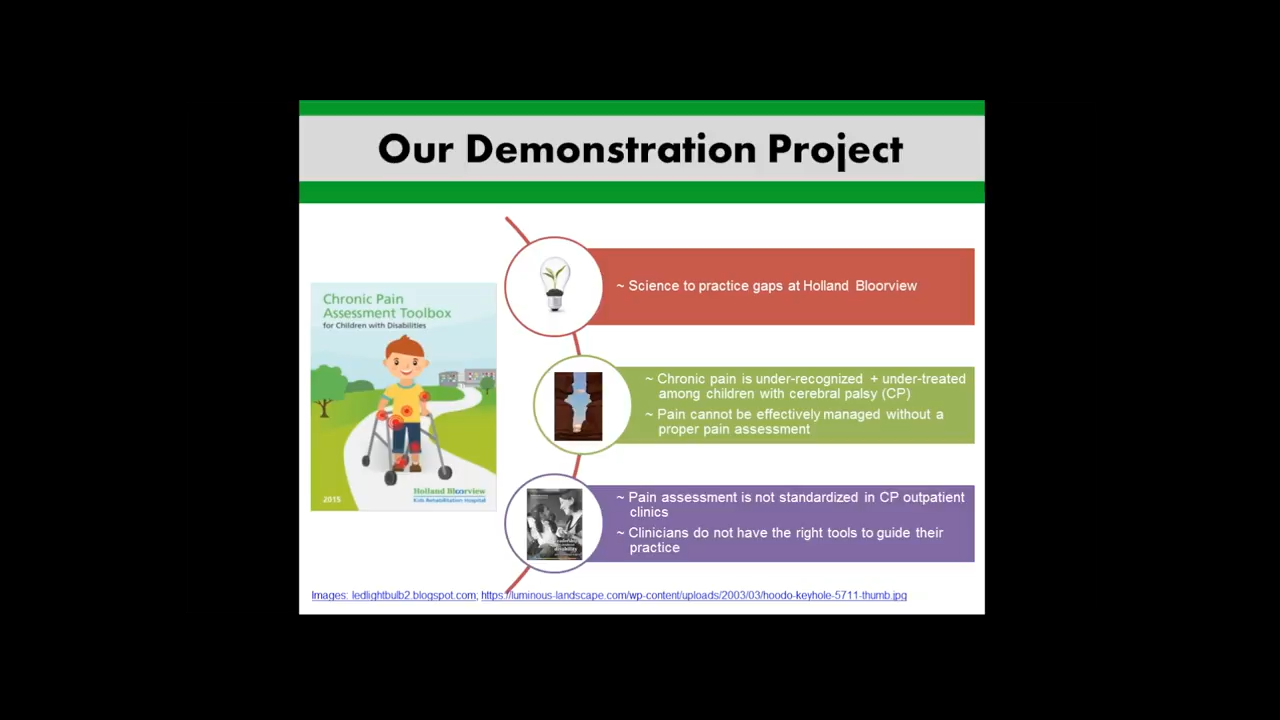 Our Demonstration Project
Chronic Pain
Assessment Toolbox
for Children with Disabilities
2015
Holland Bloorview
Kids Rehabilitation Hospital
~ Science to practice gaps at Holland Bloorview
~ Chronic pain is under-recognized + under-treated
among children with cerebral palsy (CP)
~ Pain cannot be effectively managed without a
proper pain assessment
~ Pain assessment is not standardized in CP outpatient
clinics
~ Clinicians do not have the right tools to guide their
practice
Images: ledlightbulb2.blogspot.com; https://luminous-landscape.com/wp-content/uploads/2003/03/hoodo-keyhole-5711-thumb.jpg